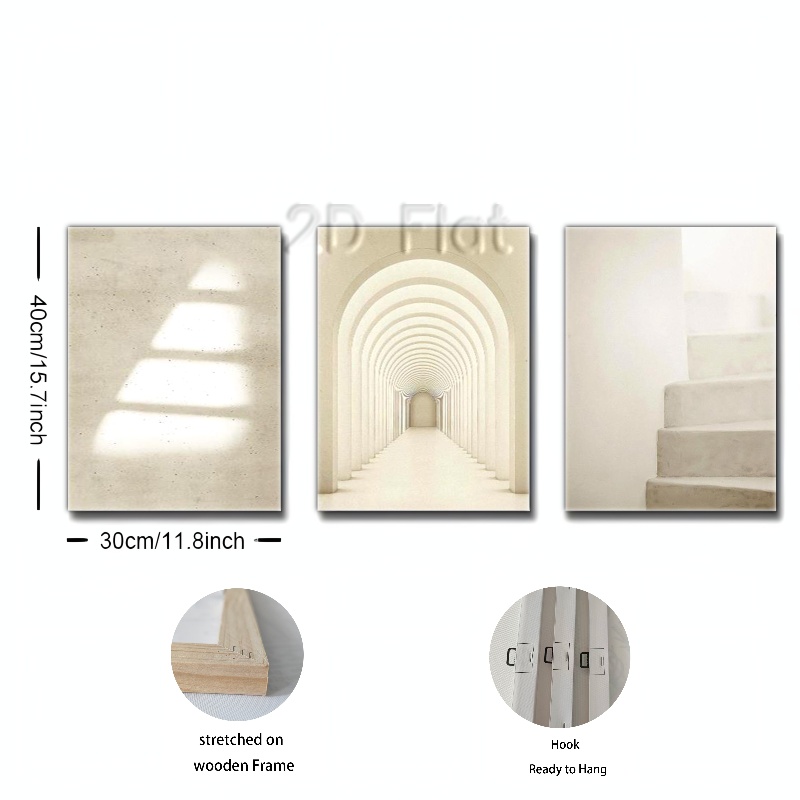 2D Flat
40cm/15.7inch
30cm/11.8inch
stretched on
wooden Frame
Hook
Ready to Hang